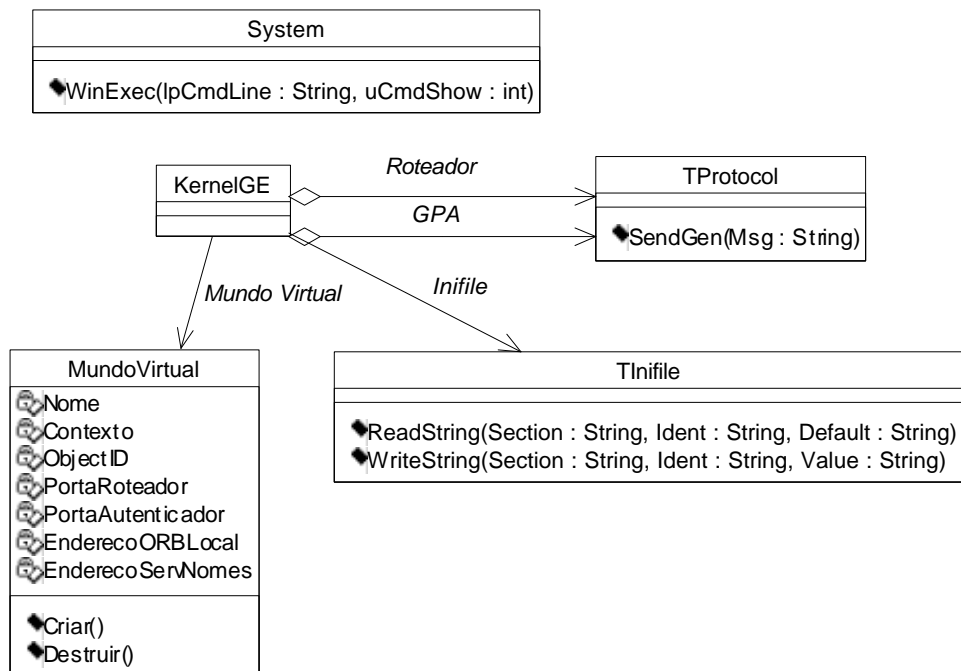 System
WinExec(lpCmdLine : String, uCmdShow : int)
Roteador
KernelGE
TProtocol
GPA
SendGen(Msg : String)
Mundo Virtual
Inifile
MundoVirtual
TInifile
Nome
Contexto
ObjectID
PortaRoteador
PortaAutenticador
EnderecoORBLocal
EnderecoServNomes
ReadString(Section : String, Ident : String, Default : String)
WriteString(Section : String, Ident : String, Value : String)
Criar()
Destruir()